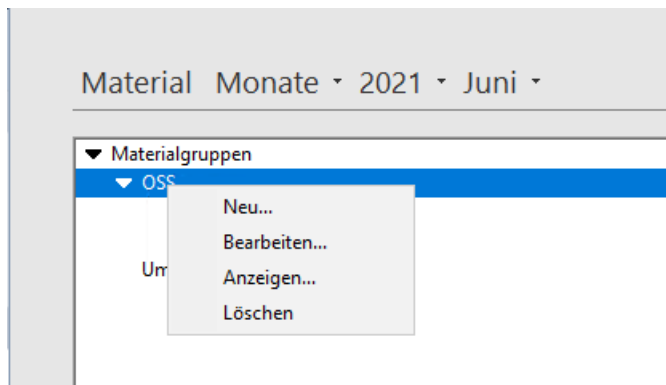 Material Monate 2021 Juni
Materialgruppen
OSS
Neu...
Bearbeiten...
Anzeigen...
Löschen